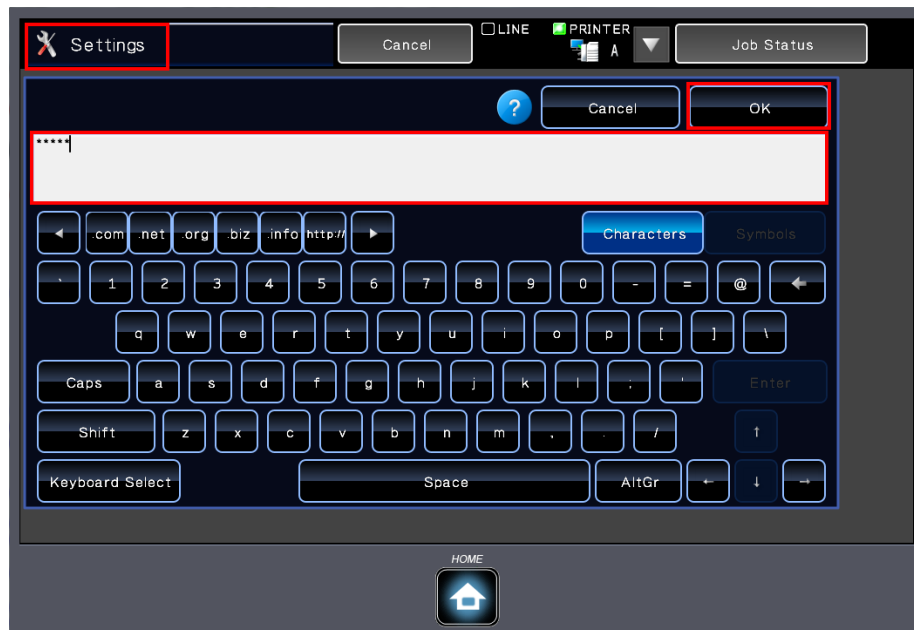 Settings Cancel LINE PRINTER A Job Status
? Cancel OK
*****
.com .net .org .biz .info http:// Characters Symbols
` 1 2 3 4 5 6 7 8 9 0 - = @
q w e r t y u i o p [ ] \
Caps a s d f g h j k l ; ' Enter
Shift z x c v b n m , . / ↑
Keyboard Select Space AltGr ← ↓ →
HOME